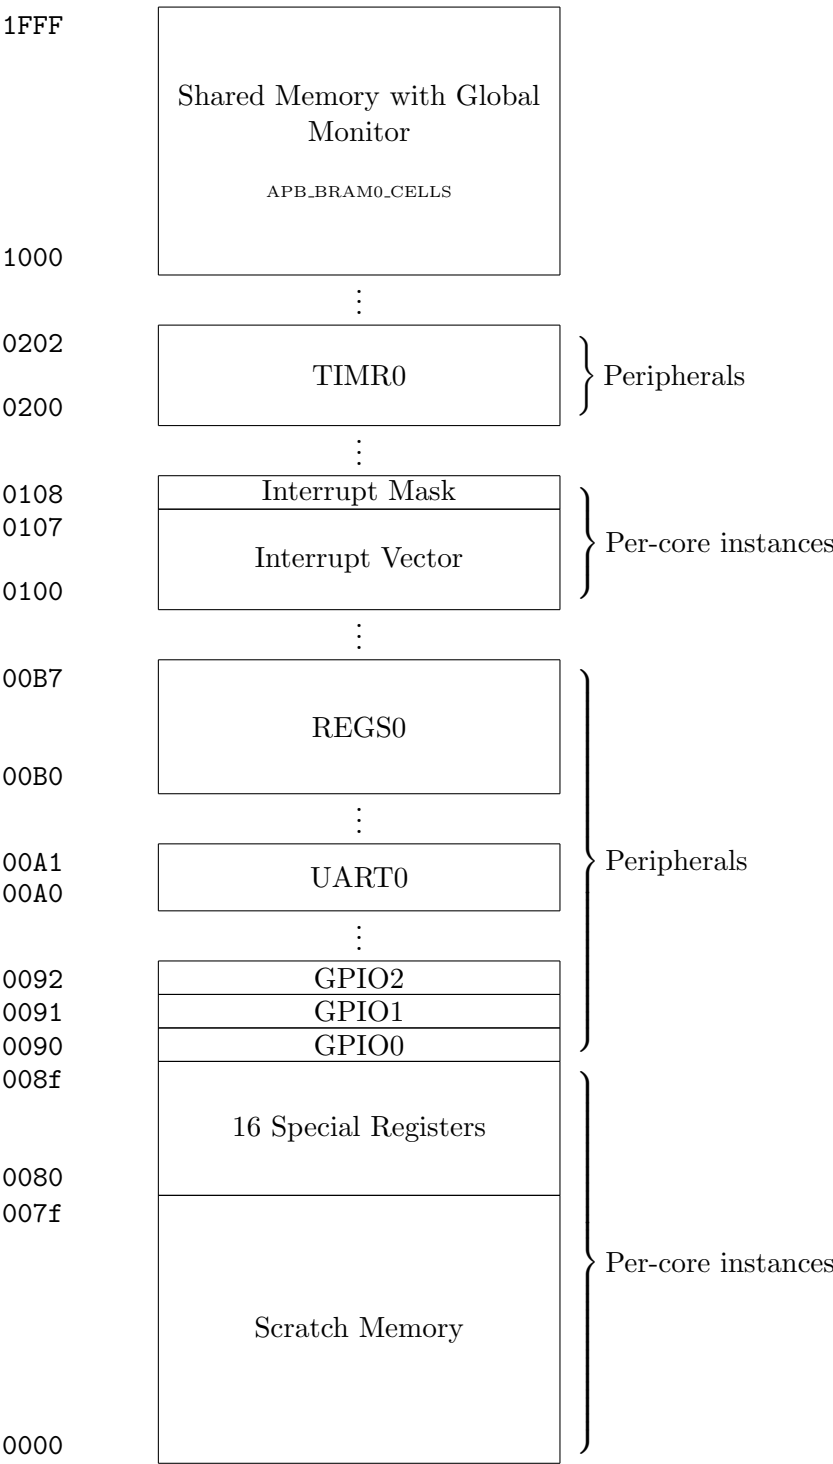 1FFF
Shared Memory with Global
Monitor
APB_BRAM0_CELLS
1000
0202
TIMR0
Peripherals
0200
0108
Interrupt Mask
0107
Interrupt Vector
Per-core instances
0100
00B7
REGS0
00B0
00A1
UART0
Peripherals
00A0
0092
GPIO2
0091
GPIO1
0090
GPIO0
008f
16 Special Registers
0080
007f
Per-core instances
Scratch Memory
0000